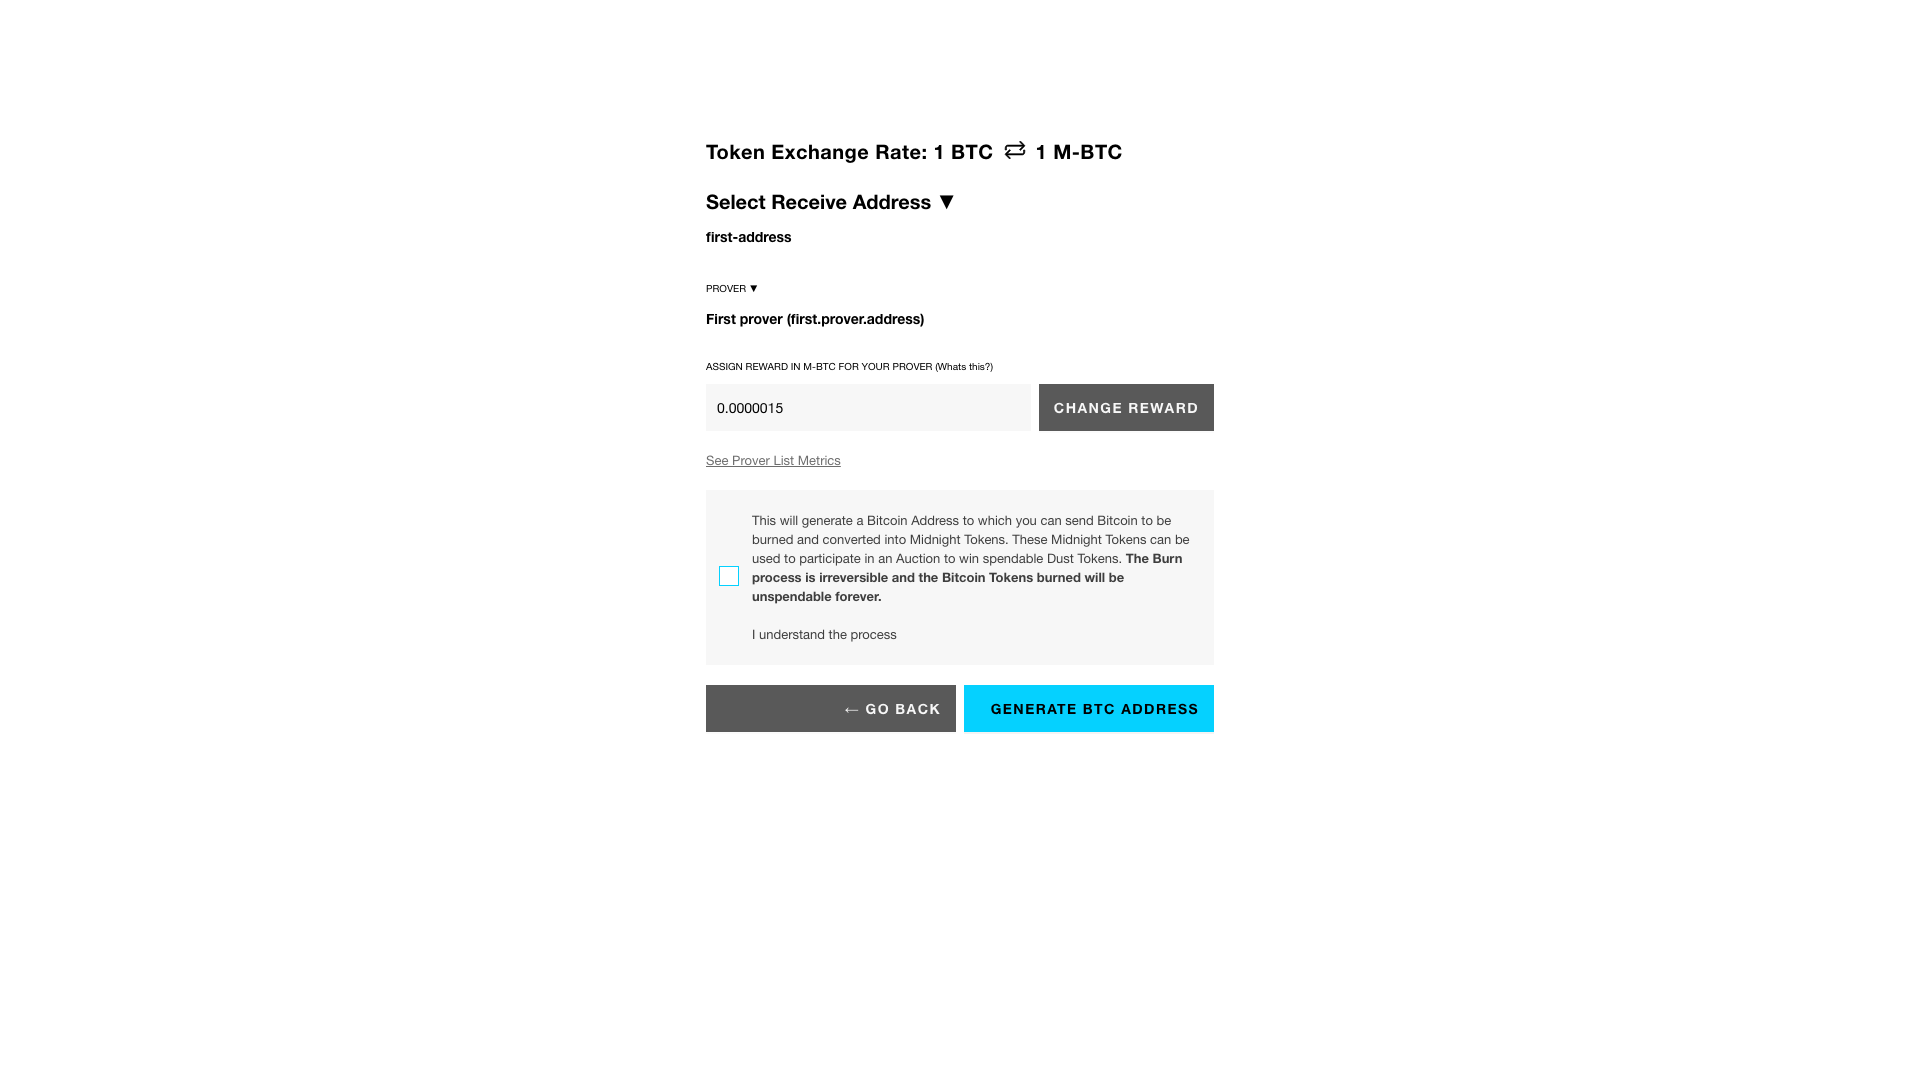 Token Exchange Rate: 1 BTC 1 M-BTC
Select Receive Address ▼
first-address
PROVER ▼
First prover (first.prover.address)
ASSIGN REWARD IN M-BTC FOR YOUR PROVER (Whats this?)
0.0000015
CHANGE REWARD
See Prover List Metrics
This will generate a Bitcoin Address to which you can send Bitcoin to be
burned and converted into Midnight Tokens. These Midnight Tokens can be
used to participate in an Auction to win spendable Dust Tokens. The Burn
process is irreversible and the Bitcoin Tokens burned will be
unspendable forever.
I understand the process
← GO BACK
GENERATE BTC ADDRESS